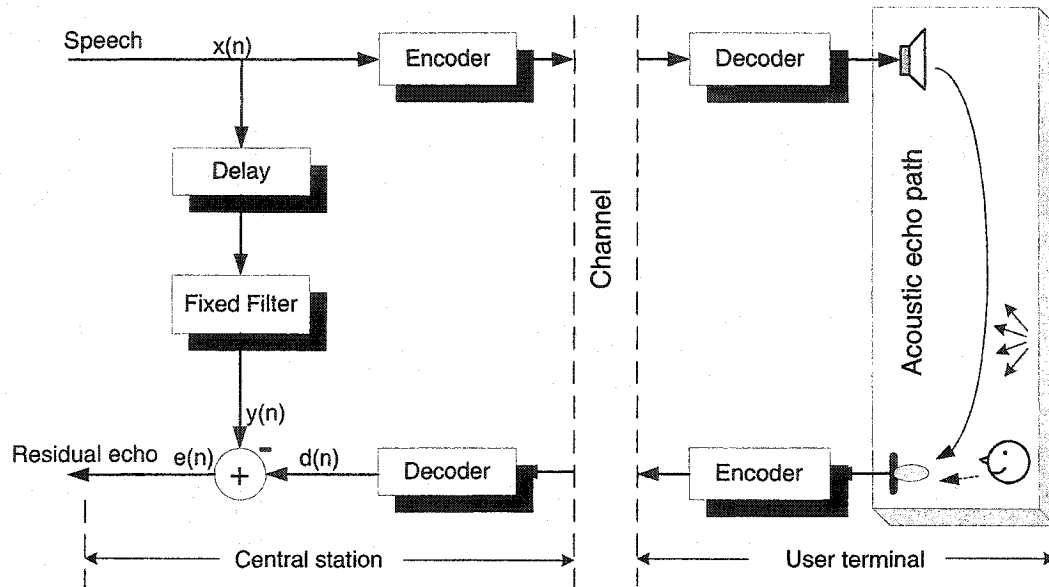 Speech
x(n)
Encoder
Decoder
Delay
Channel
Acoustic echo path
Fixed Filter
y(n)
-
Residual echo
e(n)
+
d(n)
Decoder
Encoder
Central station
User terminal